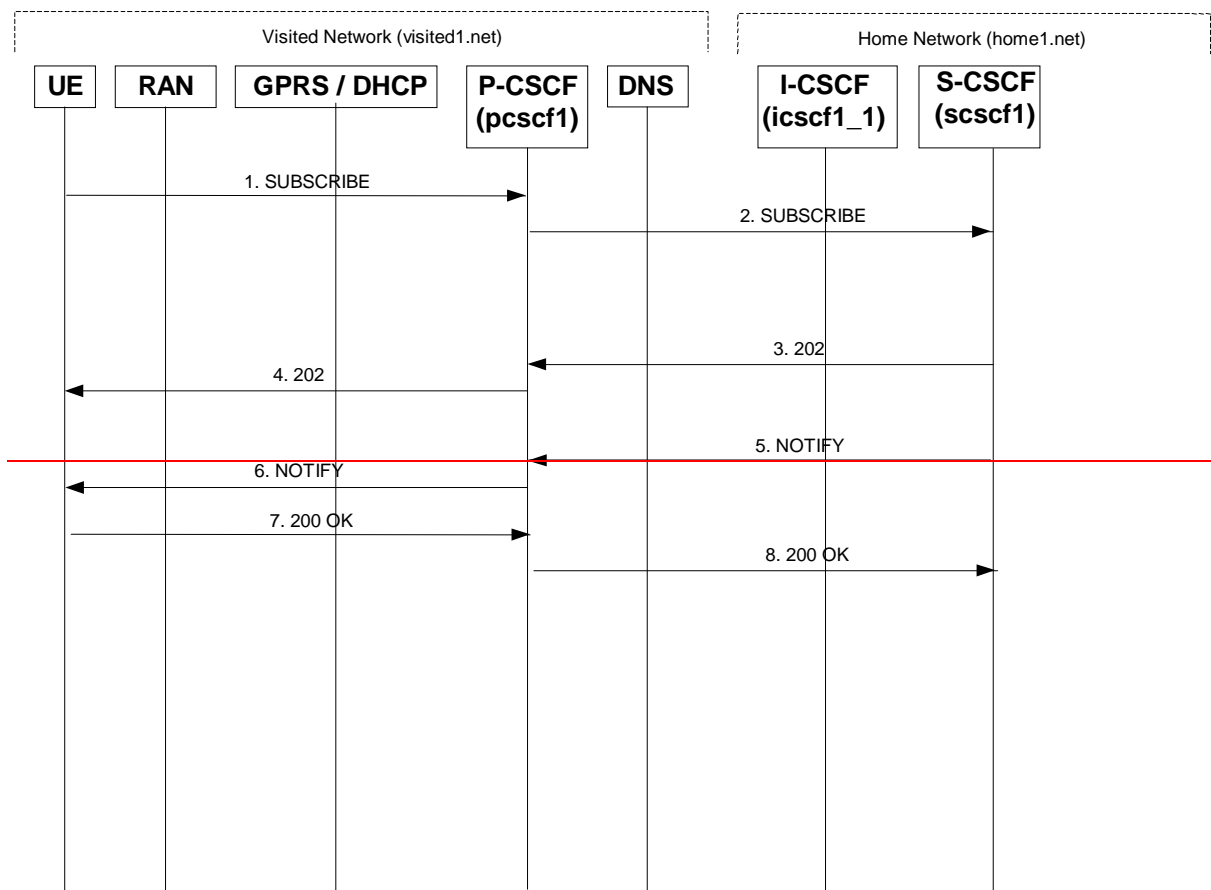 Visited Network (visited1.net)
Home Network (home1.net)
UE
RAN
GPRS / DHCP
P-CSCF
(pcscf1)
DNS
I-CSCF
(icscf1_1)
S-CSCF
(scscf1)
1. SUBSCRIBE
2. SUBSCRIBE
3. 202
4. 202
5. NOTIFY
6. NOTIFY
7. 200 OK
8. 200 OK